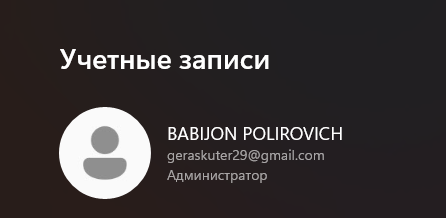 Учетные записи
BABIJON POLIROVICH
geraskuter29@gmail.com
Администратор